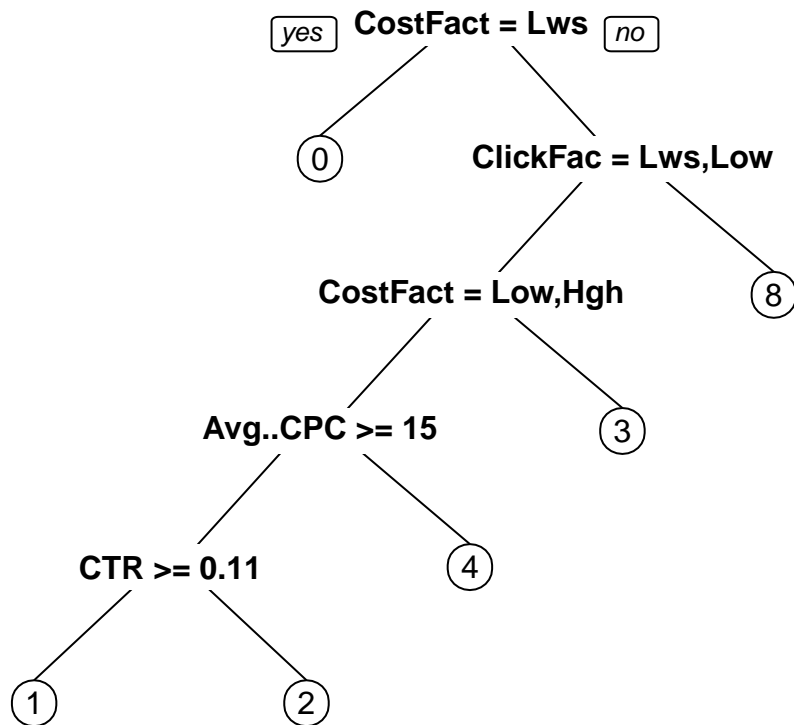 yes CostFact = Lws no
0
ClickFac = Lws,Low
CostFact = Low,Hgh
8
Avg..CPC >= 15
3
CTR >= 0.11
4
1 2